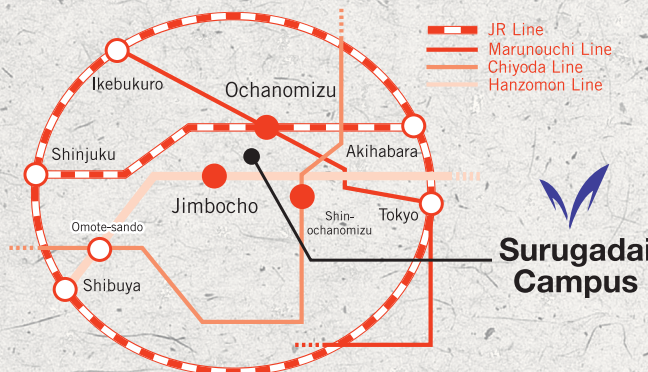 JR Line
Marunouchi Line
Chiyoda Line
Hanzomon Line
Ikebukuro
Ochanomizu
Shinjuku
Akihabara
Jimbocho
Shin-
ochanomizu
Tokyo
Omote-sando
Shibuya
Surugadai
Campus